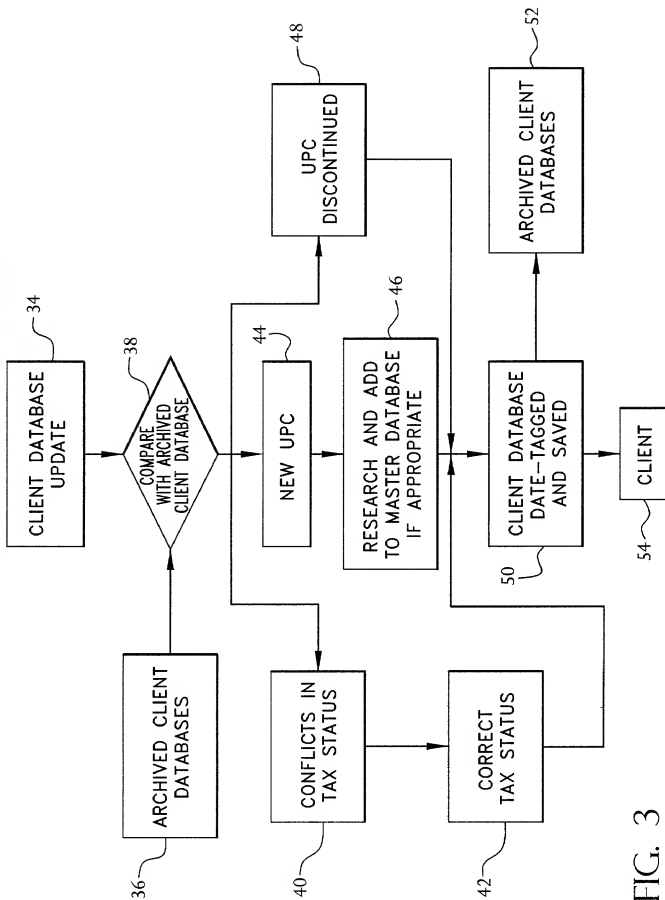 34
CLIENT DATABASE
UPDATE
36
ARCHIVED CLIENT
DATABASES
38
COMPARE
WITH ARCHIVED
CLIENT DATABASE
40
CONFLICTS IN
TAX STATUS
44
NEW UPC
48
UPC
DISCONTINUED
42
CORRECT
TAX STATUS
46
RESEARCH AND ADD
TO MASTER DATABASE
IF APPROPRIATE
50
CLIENT DATABASE
DATE-TAGGED
AND SAVED
52
ARCHIVED CLIENT
DATABASES
54
CLIENT
FIG. 3